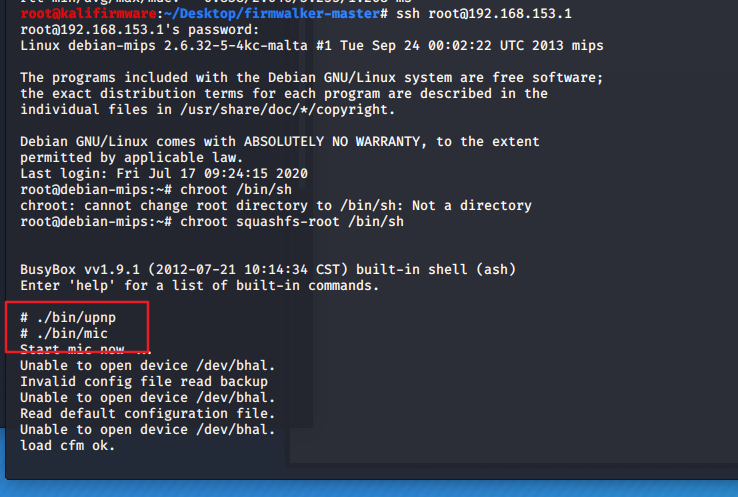 root@kalifirmware:~/Desktop/firmwalker-master# ssh root@192.168.153.1
root@192.168.153.1's password:
Linux debian-mips 2.6.32-5-4kc-malta #1 Tue Sep 24 00:02:22 UTC 2013 mips
The programs included with the Debian GNU/Linux system are free software;
the exact distribution terms for each program are described in the
individual files in /usr/share/doc/*/copyright.
Debian GNU/Linux comes with ABSOLUTELY NO WARRANTY, to the extent
permitted by applicable law.
Last login: Fri Jul 17 09:24:15 2020
root@debian-mips:~# chroot /bin/sh
chroot: cannot change root directory to /bin/sh: Not a directory
root@debian-mips:~# chroot squashfs-root /bin/sh
BusyBox vv1.9.1 (2012-07-21 10:14:34 CST) built-in shell (ash)
Enter 'help' for a list of built-in commands.
# ./bin/upnp
# ./bin/mic
Start mic now ...
Unable to open device /dev/bhal.
Invalid config file read backup
Unable to open device /dev/bhal.
Read default configuration file.
Unable to open device /dev/bhal.
load cfm ok.